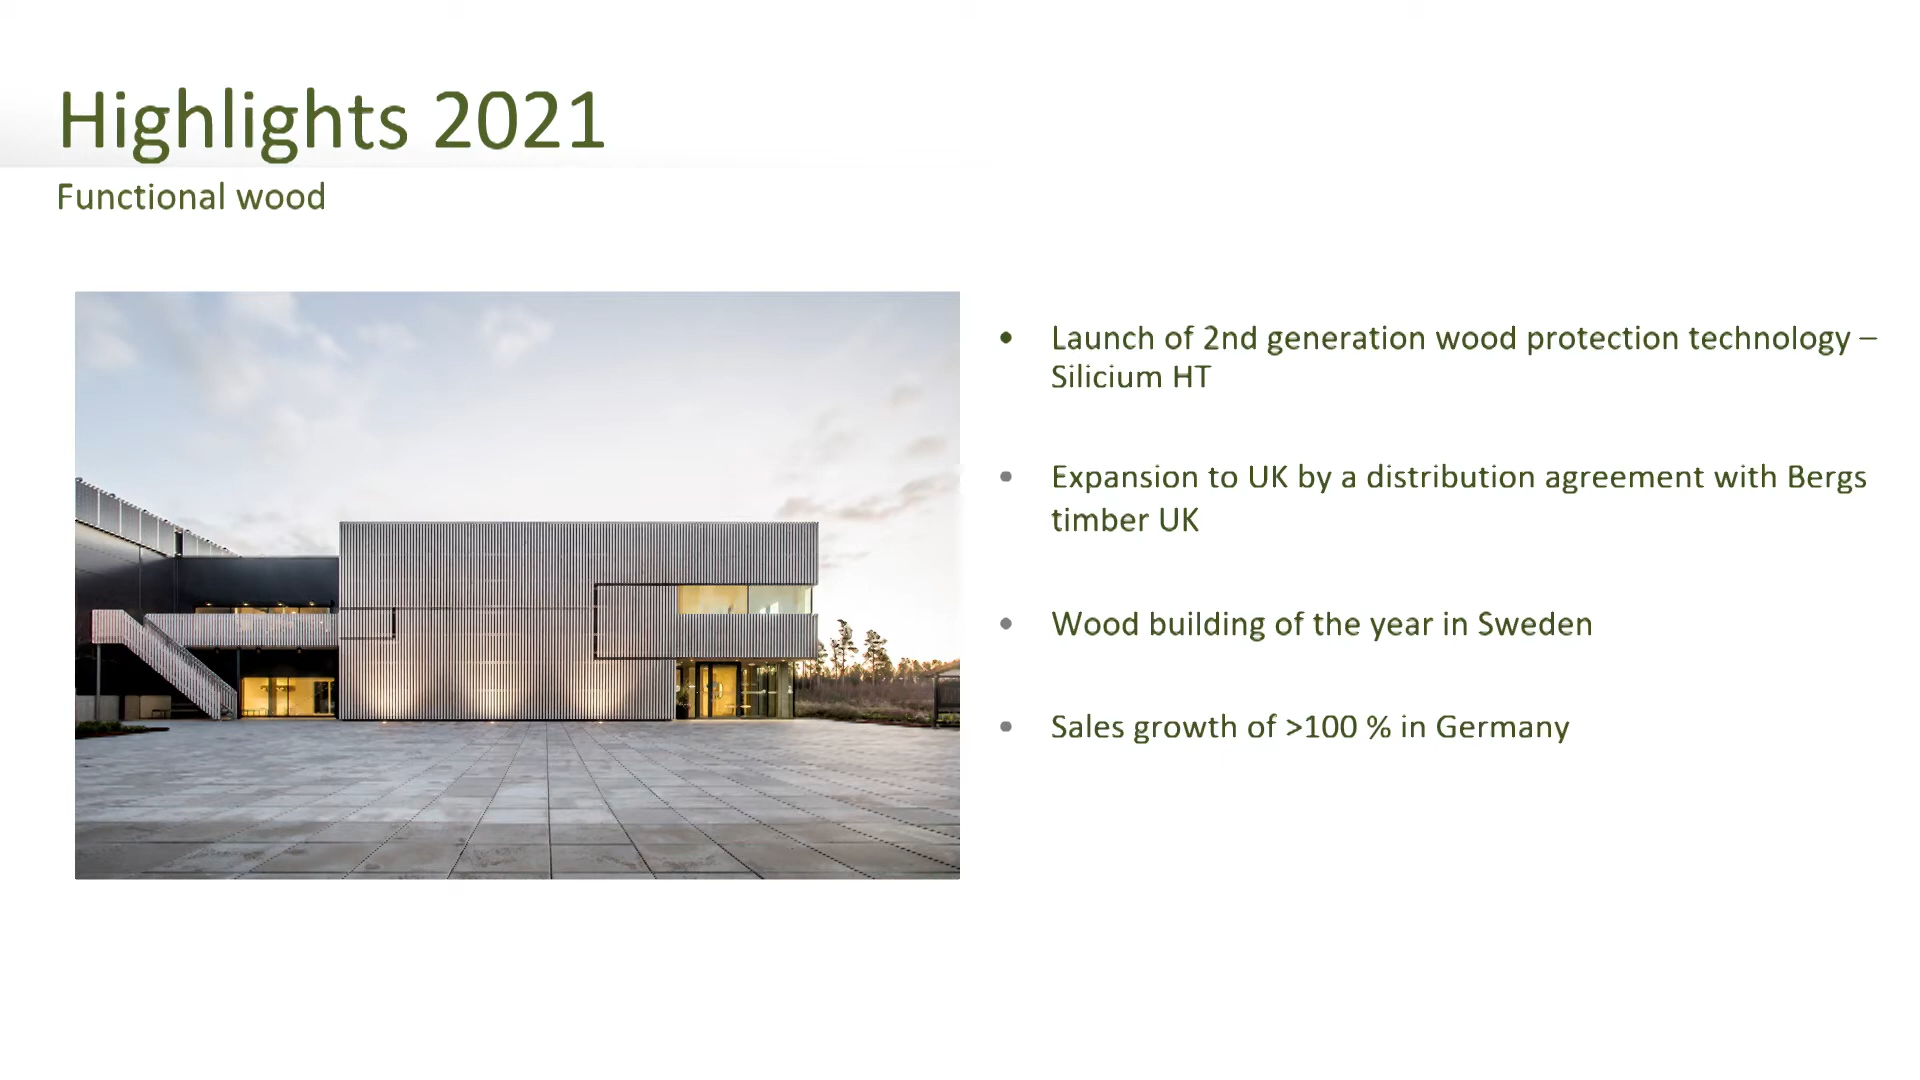 Highlights 2021
Functional wood
• Launch of 2nd generation wood protection technology –
Silicium HT
• Expansion to UK by a distribution agreement with Bergs
timber UK
• Wood building of the year in Sweden
• Sales growth of >100 % in Germany